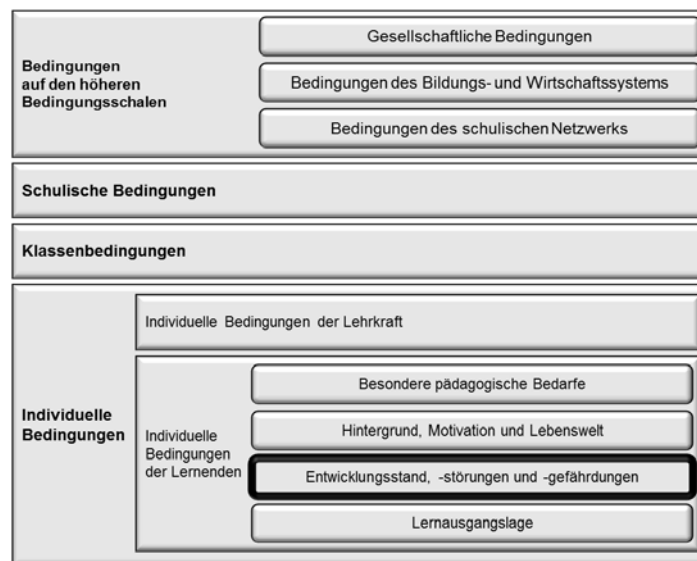 Gesellschaftliche Bedingungen
Bedingungen
auf den höheren
Bedingungsschalen
Bedingungen des Bildungs- und Wirtschaftssystems
Bedingungen des schulischen Netzwerks
Schulische Bedingungen
Klassenbedingungen
Individuelle Bedingungen der Lehrkraft
Individuelle
Bedingungen
Individuelle
Bedingungen
der Lernenden
Besondere pädagogische Bedarfe
Hintergrund, Motivation und Lebenswelt
Entwicklungsstand, -störungen und -gefährdungen
Lernausgangslage